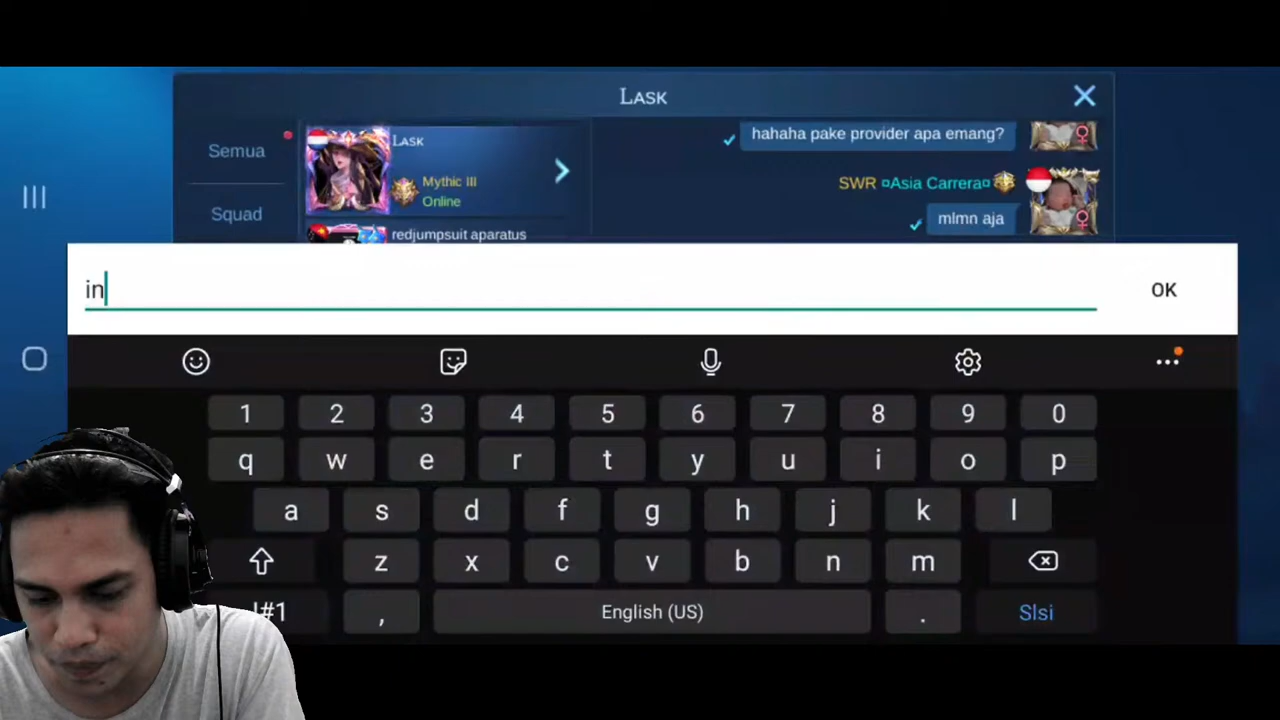 LASK
Semua
LASK
Mythic III
Online
Squad
redjumpsuit aparatus
hahaha pake provider apa emang?
SWR ¤Asia Carrera¤
mlmn aja
in
OK
1 2 3 4 5 6 7 8 9 0
q w e r t y u i o p
a s d f g h j k l
z x c v b n m
!#1 , English (US) . Slsi